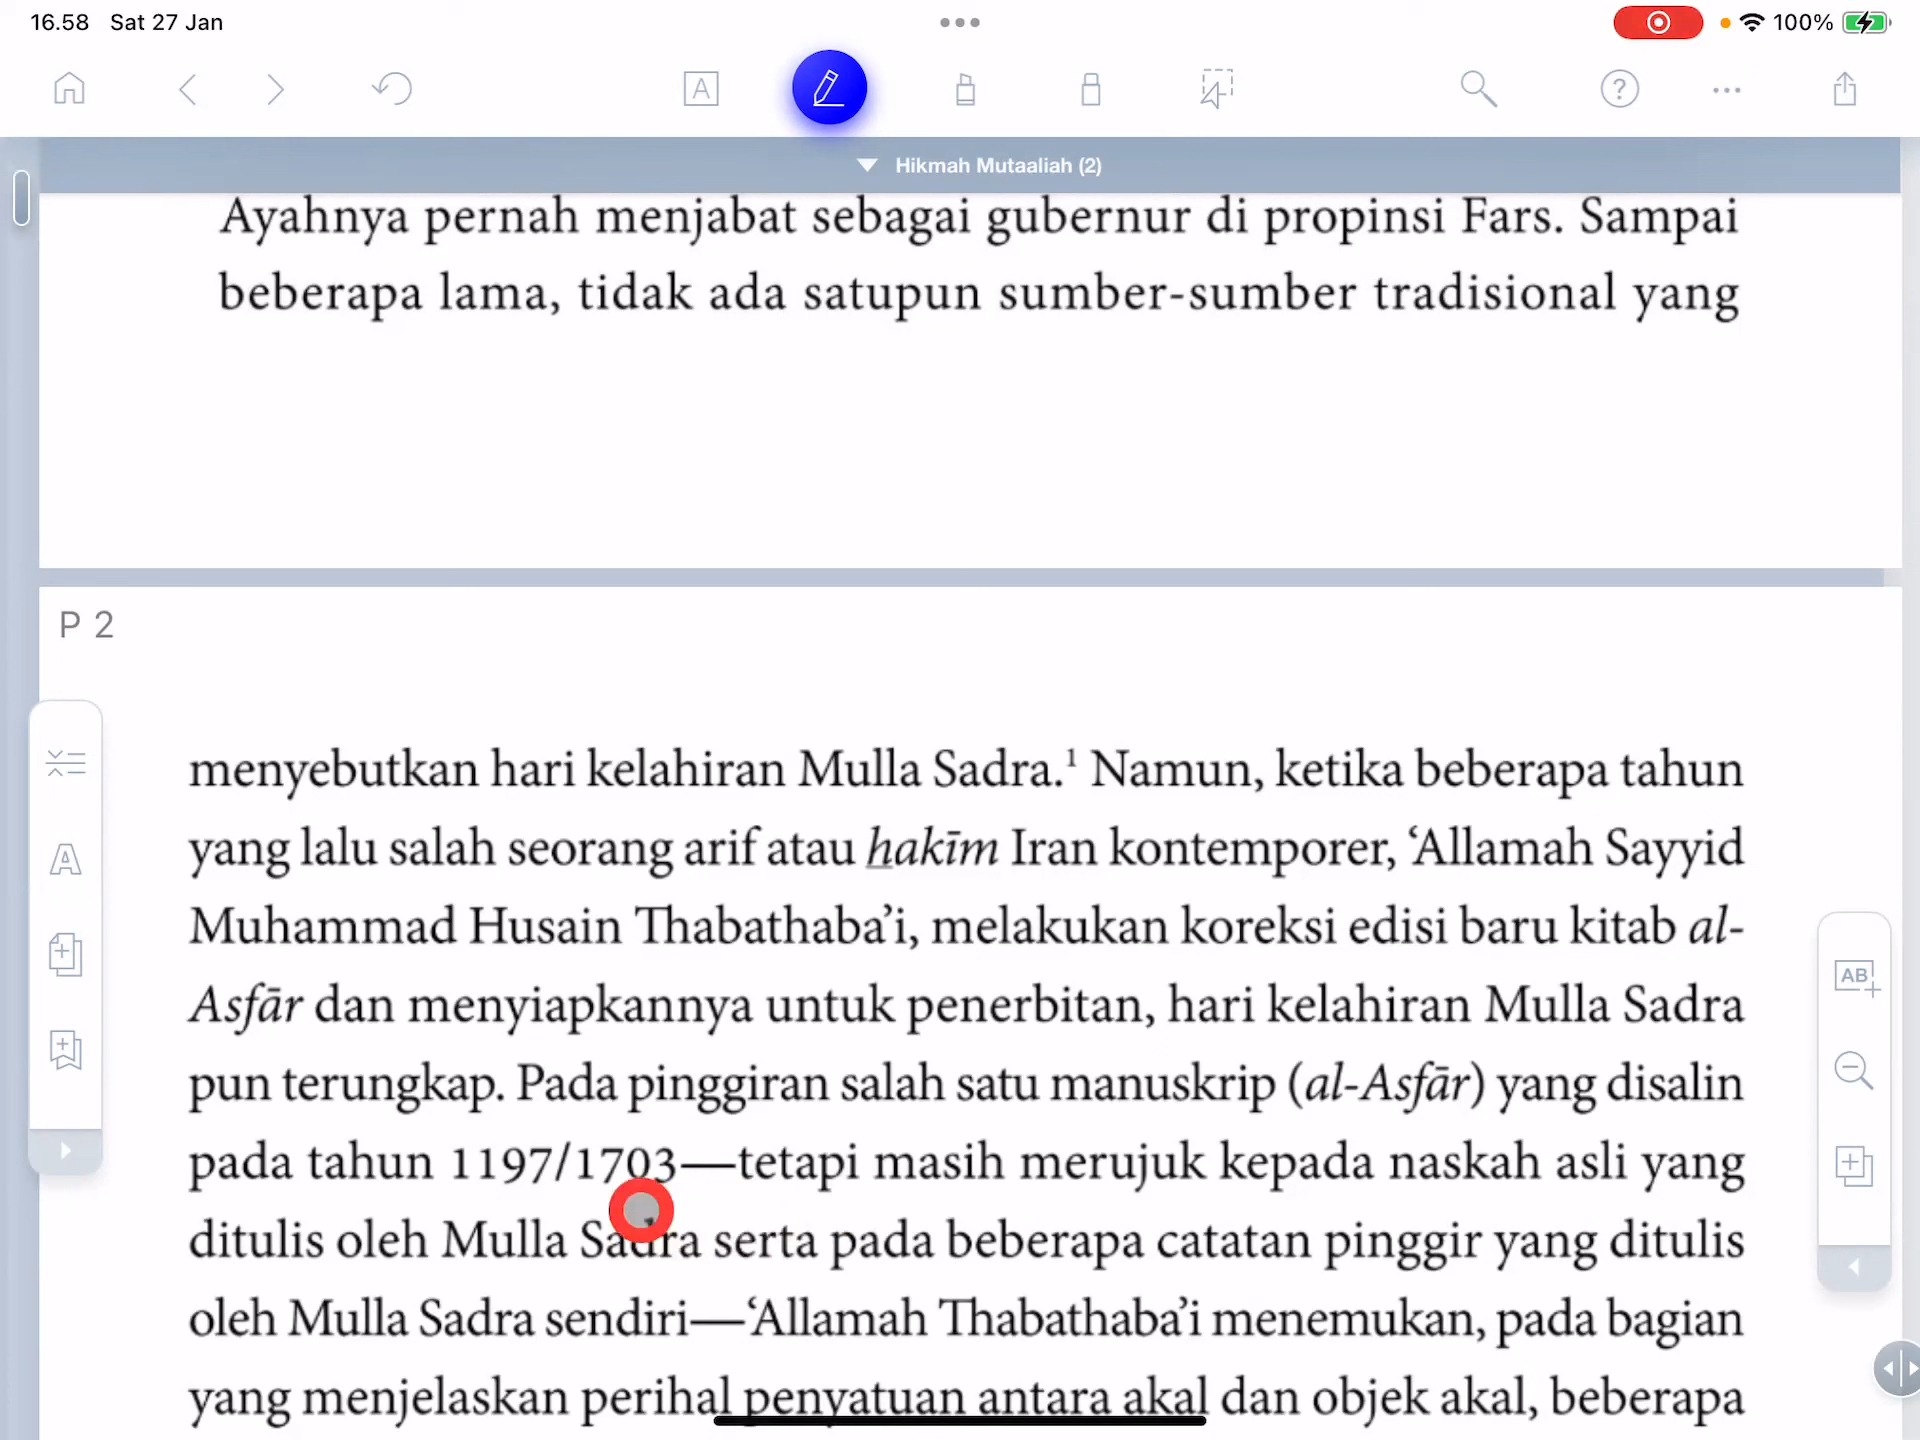 16.58 Sat 27 Jan
100%
A
?
Hikmah Mutaaliah (2)
Ayahnya pernah menjabat sebagai gubernur di propinsi Fars. Sampai
beberapa lama, tidak ada satupun sumber-sumber tradisional yang
P 2
menyebutkan hari kelahiran Mulla Sadra.¹ Namun, ketika beberapa tahun
yang lalu salah seorang arif atau ẖakīm Iran kontemporer, ‘Allamah Sayyid
Muhammad Husain Thabathaba’i, melakukan koreksi edisi baru kitab al-
Asfār dan menyiapkannya untuk penerbitan, hari kelahiran Mulla Sadra
pun terungkap. Pada pinggiran salah satu manuskrip (al-Asfār) yang disalin
pada tahun 1197/1703—tetapi masih merujuk kepada naskah asli yang
ditulis oleh Mulla Sadra serta pada beberapa catatan pinggir yang ditulis
oleh Mulla Sadra sendiri—‘Allamah Thabathaba’i menemukan, pada bagian
yang menjelaskan perihal penyatuan antara akal dan objek akal, beberapa
A
AB